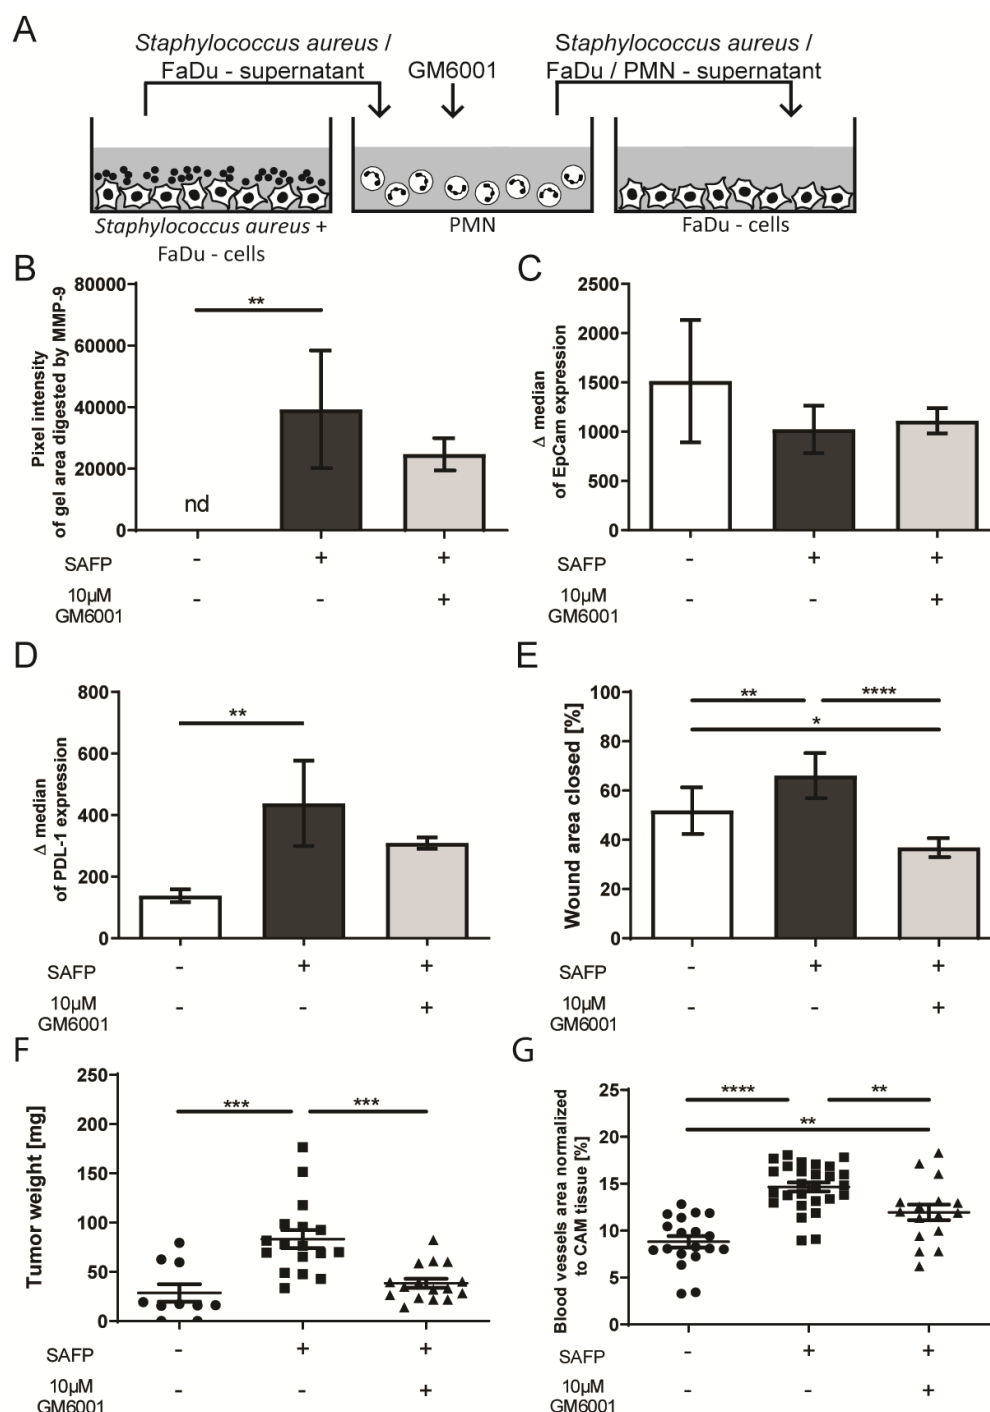 A
Staphylococcus aureus /
FaDu - supernatant
GM6001
Staphylococcus aureus /
FaDu / PMN - supernatant
Staphylococcus aureus +
FaDu - cells
PMN
FaDu - cells
B
Pixel intensity
of gel area digested by MMP-9
80000
60000
40000
20000
0
**
nd
SAFP - + +
10µM
GM6001
- - +
C
Δ median
of EpCam expression
2500
2000
1500
1000
500
0
- + +
- - +
D
Δ median
of PDL-1 expression
800
600
400
200
0
**
SAFP - + +
10µM
GM6001
- - +
E
Wound area closed [%]
100
80
60
40
20
0
** ****
*
SAFP - + +
10µM
GM6001
- - +
F
Tumor weight [mg]
250
200
150
100
50
0
*** ***
SAFP - + +
10µM
GM6001
- - +
G
Blood vessels area normalized
to CAM tissue [%]
25
20
15
10
5
0
**** **
**
SAFP - + +
10µM
GM6001
- - +